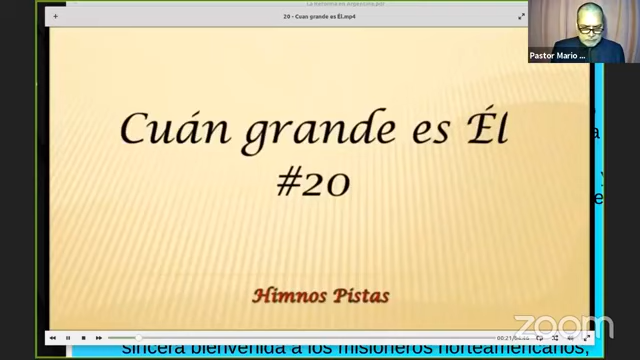 20 - Cuan grande es Él.mp4
Pastor Mario ...
Cuán grande es Él
#20
Himnos Pistas
zoom
sincera bienvenida a los misioneros norteamericanos,